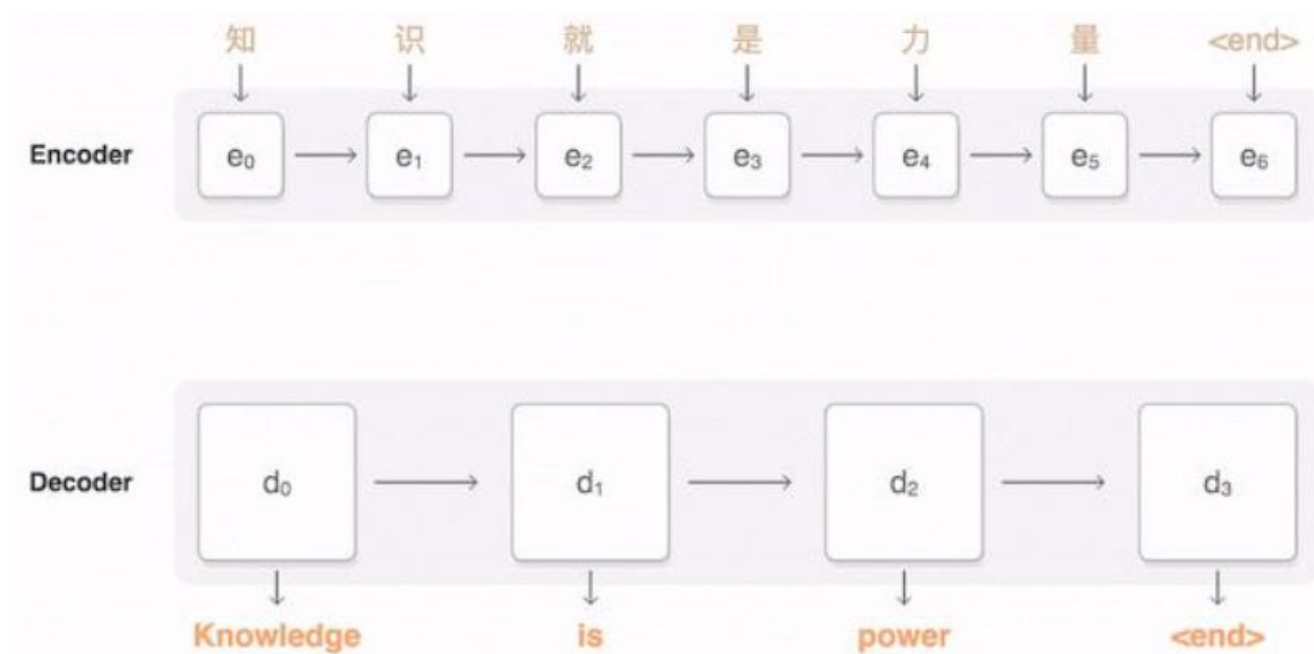 知 识 就 是 力 量 <end>
Encoder e₀ e₁ e₂ e₃ e₄ e₅ e₆
Decoder d₀ d₁ d₂ d₃
Knowledge is power <end>